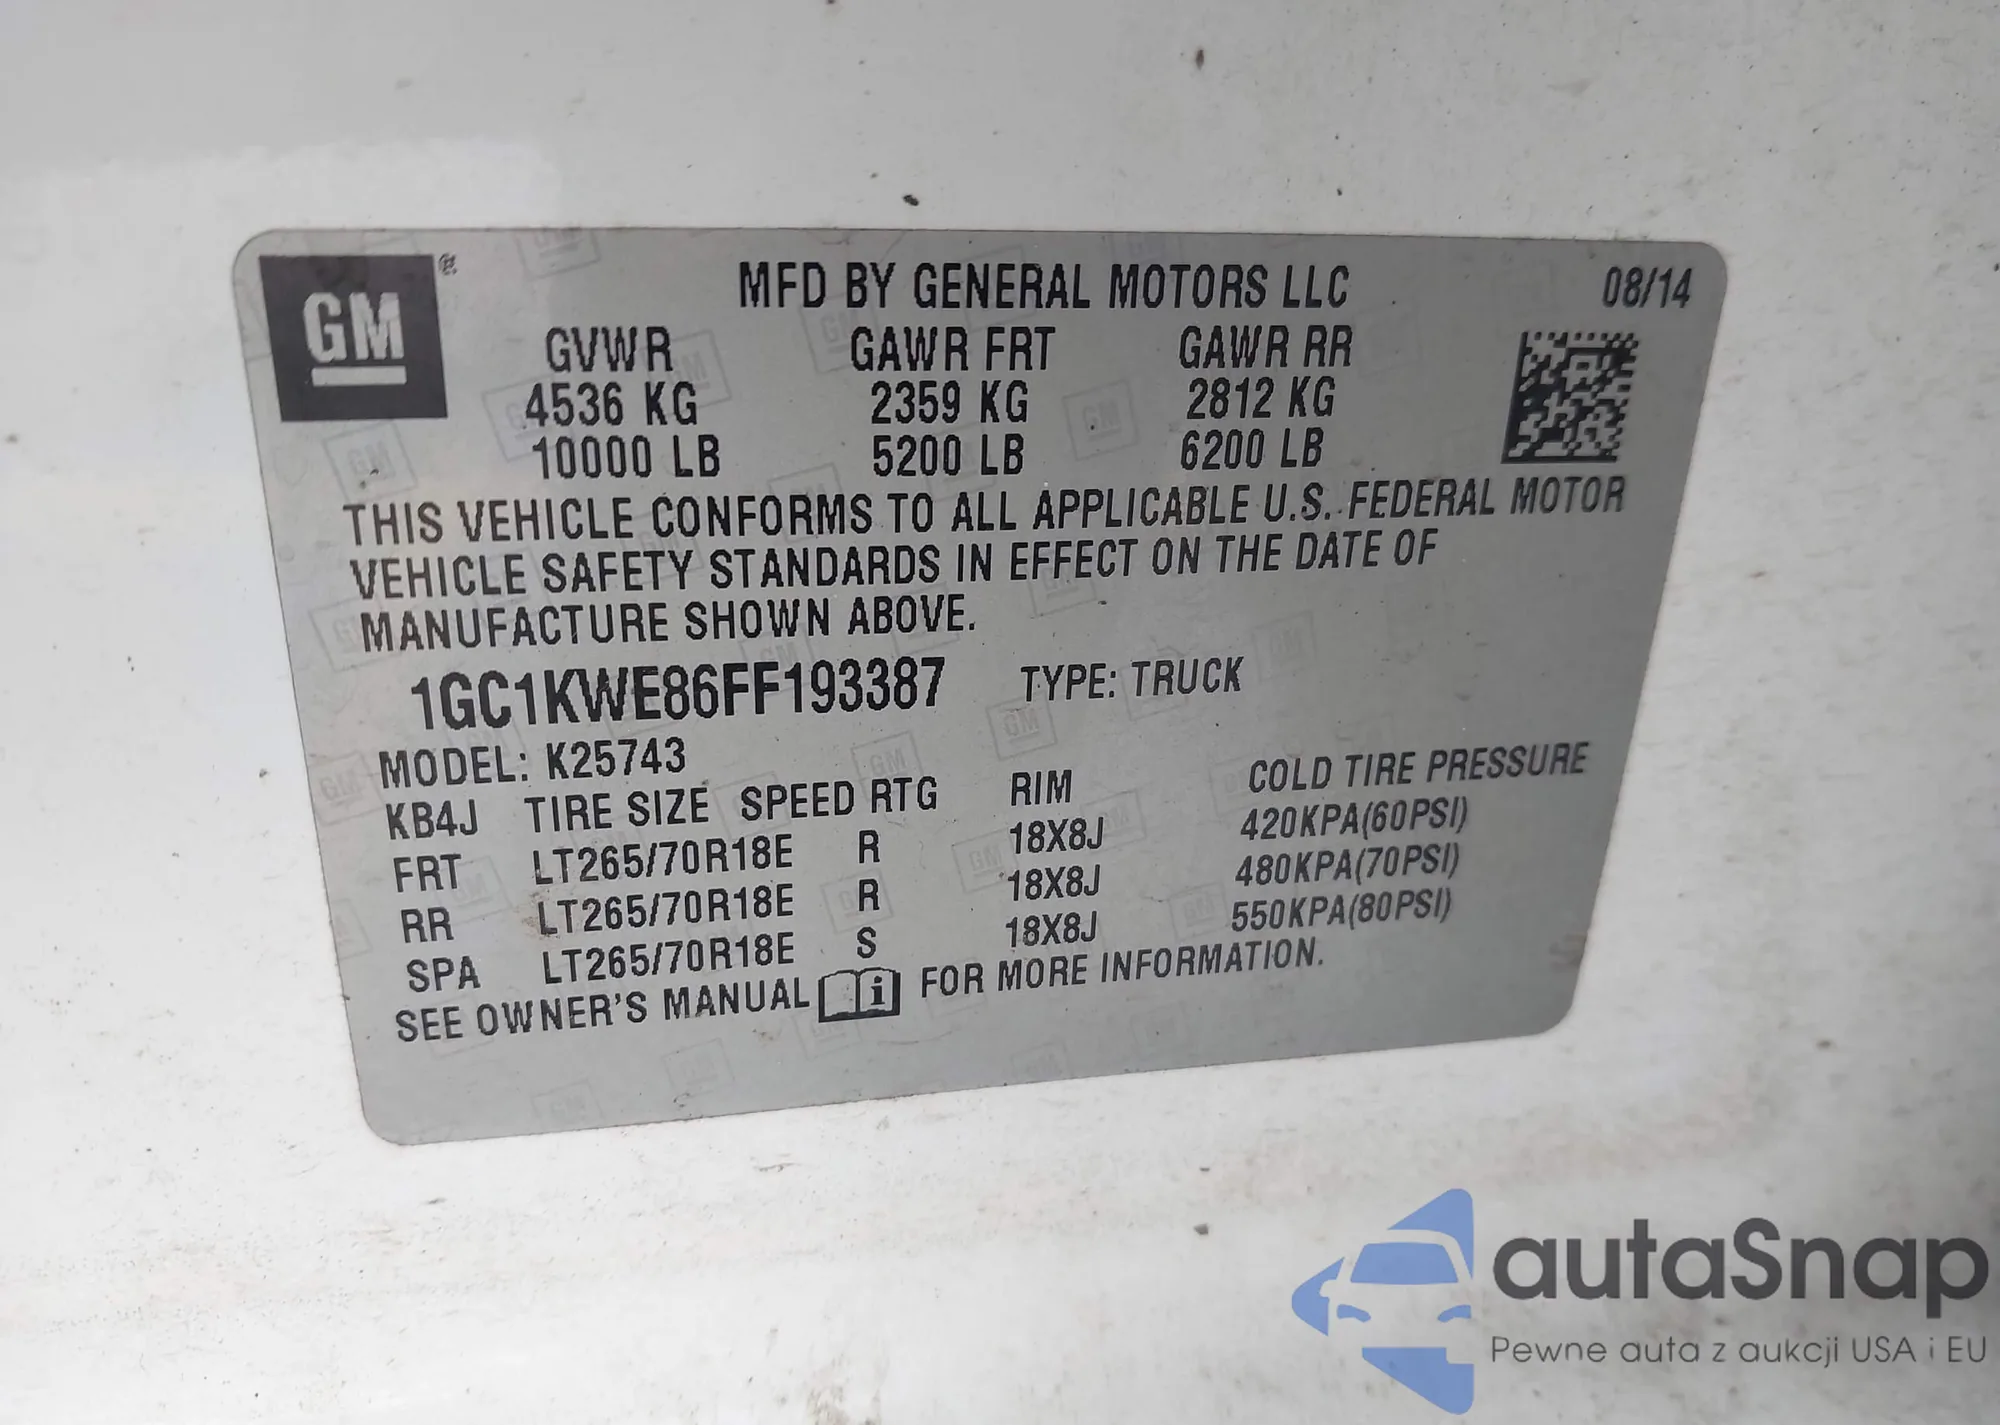 GM ®
MFD BY GENERAL MOTORS LLC 08/14
GVWR GAWR FRT GAWR RR
4536 KG 2359 KG 2812 KG
10000 LB 5200 LB 6200 LB
THIS VEHICLE CONFORMS TO ALL APPLICABLE U.S. FEDERAL MOTOR
VEHICLE SAFETY STANDARDS IN EFFECT ON THE DATE OF
MANUFACTURE SHOWN ABOVE.
1GC1KWE86FF193387 TYPE: TRUCK
MODEL: K25743
KB4J TIRE SIZE SPEED RTG RIM COLD TIRE PRESSURE
FRT LT265/70R18E R 18X8J 420KPA(60PSI)
RR LT265/70R18E R 18X8J 480KPA(70PSI)
SPA LT265/70R18E S 18X8J 550KPA(80PSI)
SEE OWNER'S MANUAL i FOR MORE INFORMATION.
autaSnap
Pewne auta z aukcji USA i EU